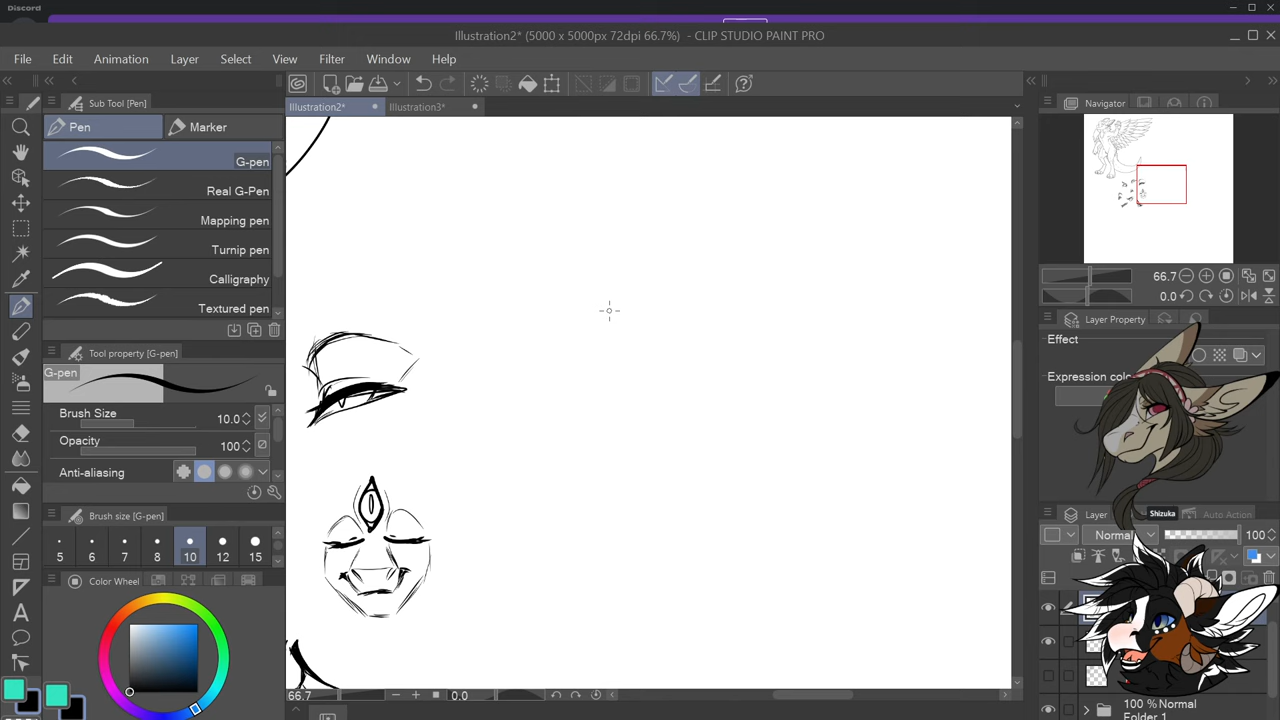 Discord
Illustration2* (5000 x 5000px 72dpi 66.7%) - CLIP STUDIO PAINT PRO
File Edit Animation Layer Select View Filter Window Help
Sub Tool [Pen]
Illustration2*
Illustration3*
Navigator
Pen
Marker
G-pen
Real G-Pen
Mapping pen
Turnip pen
Calligraphy
Textured pen
Tool property [G-pen]
G-pen
Brush Size 10.0
Opacity 100
Anti-aliasing
Brush size [G-pen]
5 6 7 8 10 12 15
Color Wheel
66.7
0.0
66.7
0.0
Layer Property
Effect
Expression colo
Layer
Shizuka
Auto Action
Normal
100
100 % Normal
Folder 1